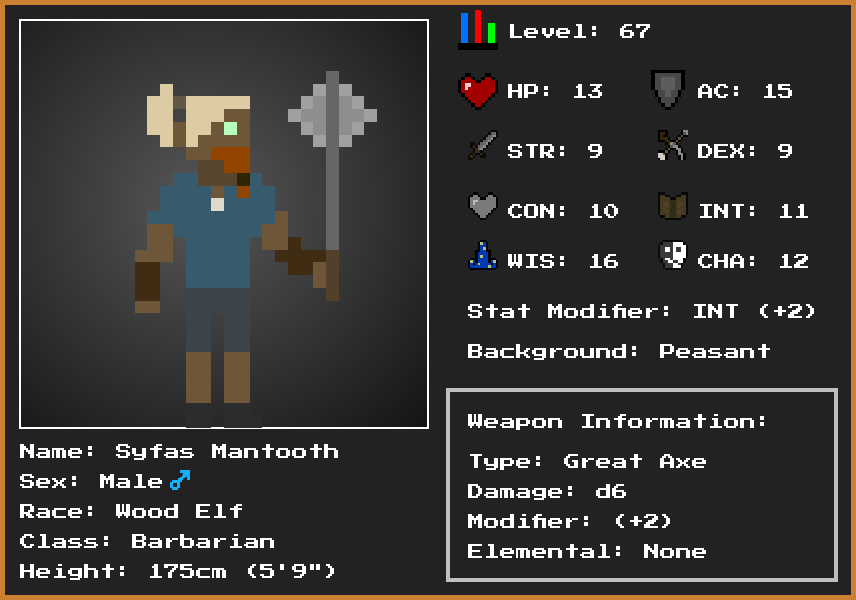 Level: 67
HP: 13
AC: 15
STR: 9
DEX: 9
CON: 10
INT: 11
WIS: 16
CHA: 12
Stat Modifier: INT (+2)
Background: Peasant
Weapon Information:
Type: Great Axe
Damage: d6
Modifier: (+2)
Elemental: None
Name: Syfas Mantooth
Sex: Male♂
Race: Wood Elf
Class: Barbarian
Height: 175cm (5'9")